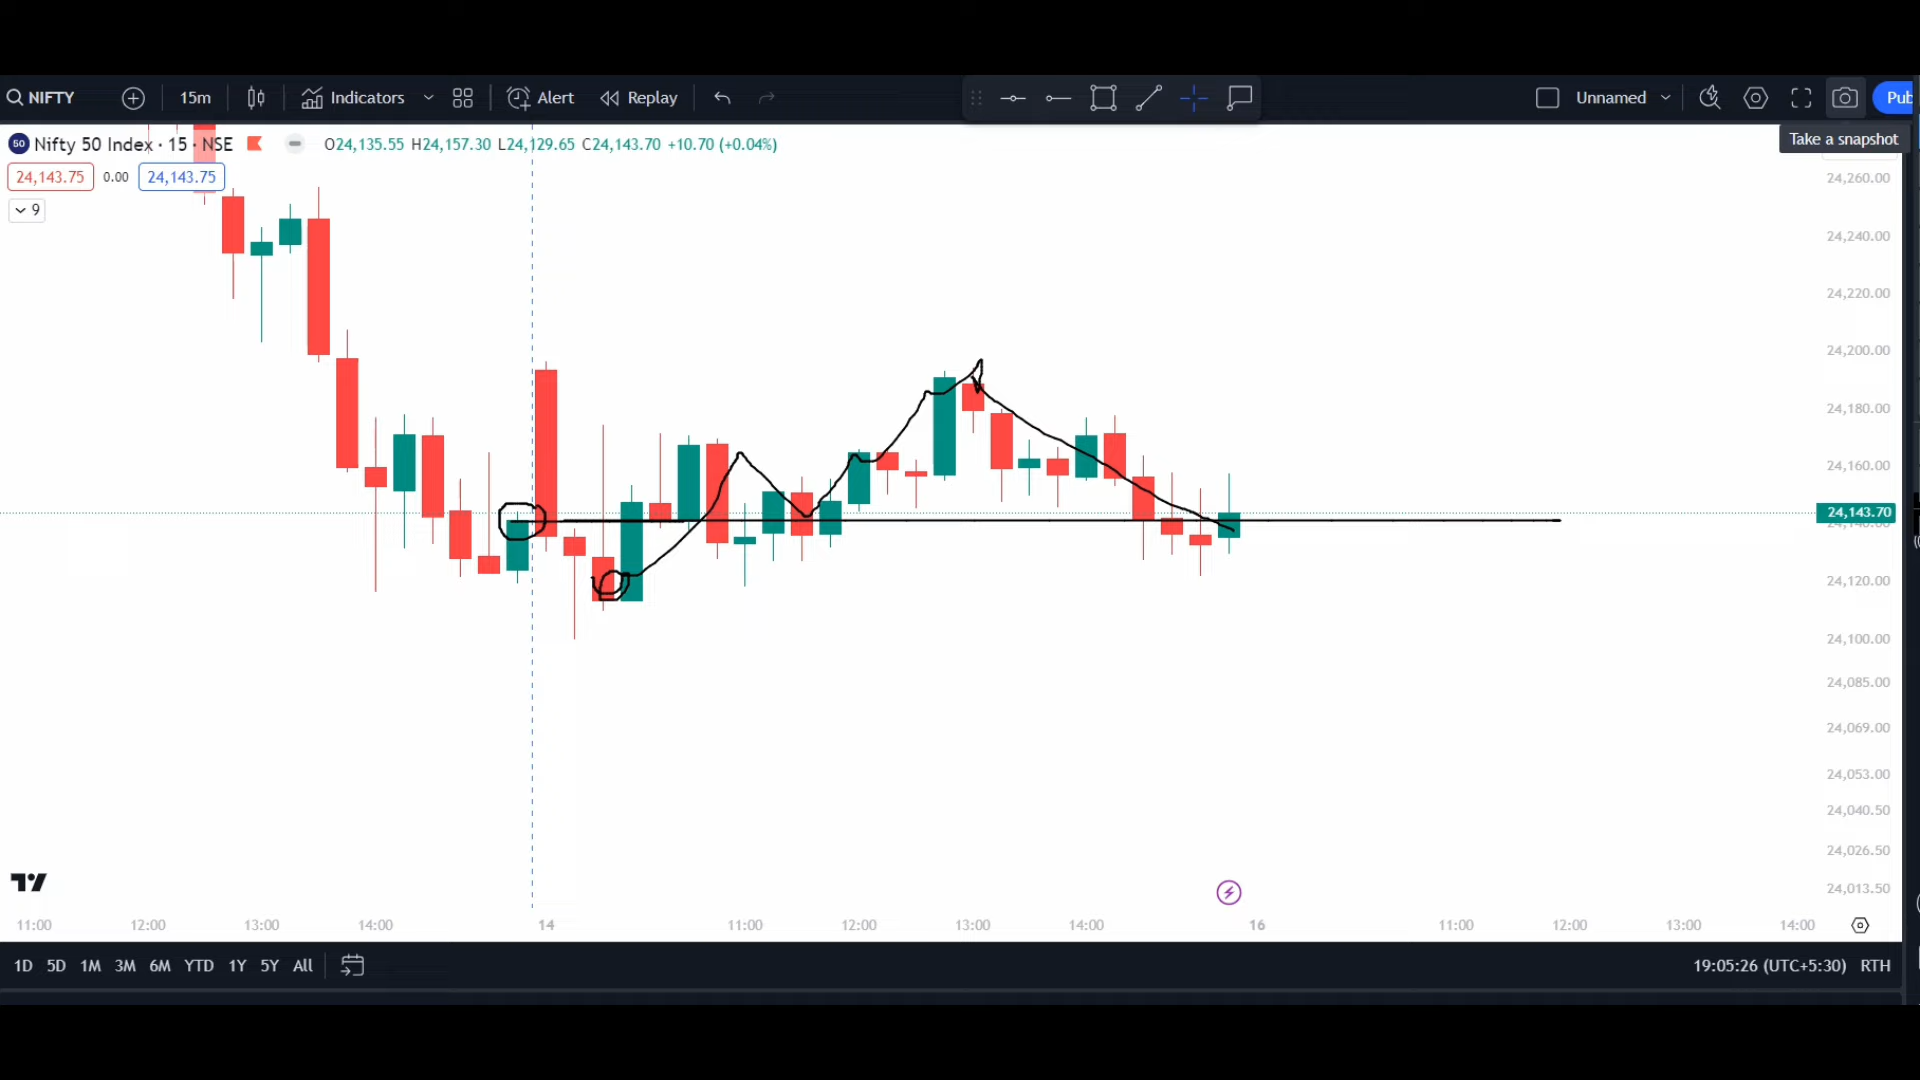 NIFTY 15m Indicators Alert Replay Unnamed Pub
Take a snapshot
50 Nifty 50 Index · 15 · NSE O24,135.55 H24,157.30 L24,129.65 C24,143.70 +10.70 (+0.04%)
24,143.75 0.00 24,143.75
9
24,260.00
24,240.00
24,220.00
24,200.00
24,180.00
24,160.00
24,143.70
24,140.00
24,120.00
24,100.00
24,085.00
24,069.00
24,053.00
24,040.50
24,026.50
24,013.50
11:00 12:00 13:00 14:00 14 11:00 12:00 13:00 14:00 16 11:00 12:00 13:00 14:00
1D 5D 1M 3M 6M YTD 1Y 5Y All 19:05:26 (UTC+5:30) RTH